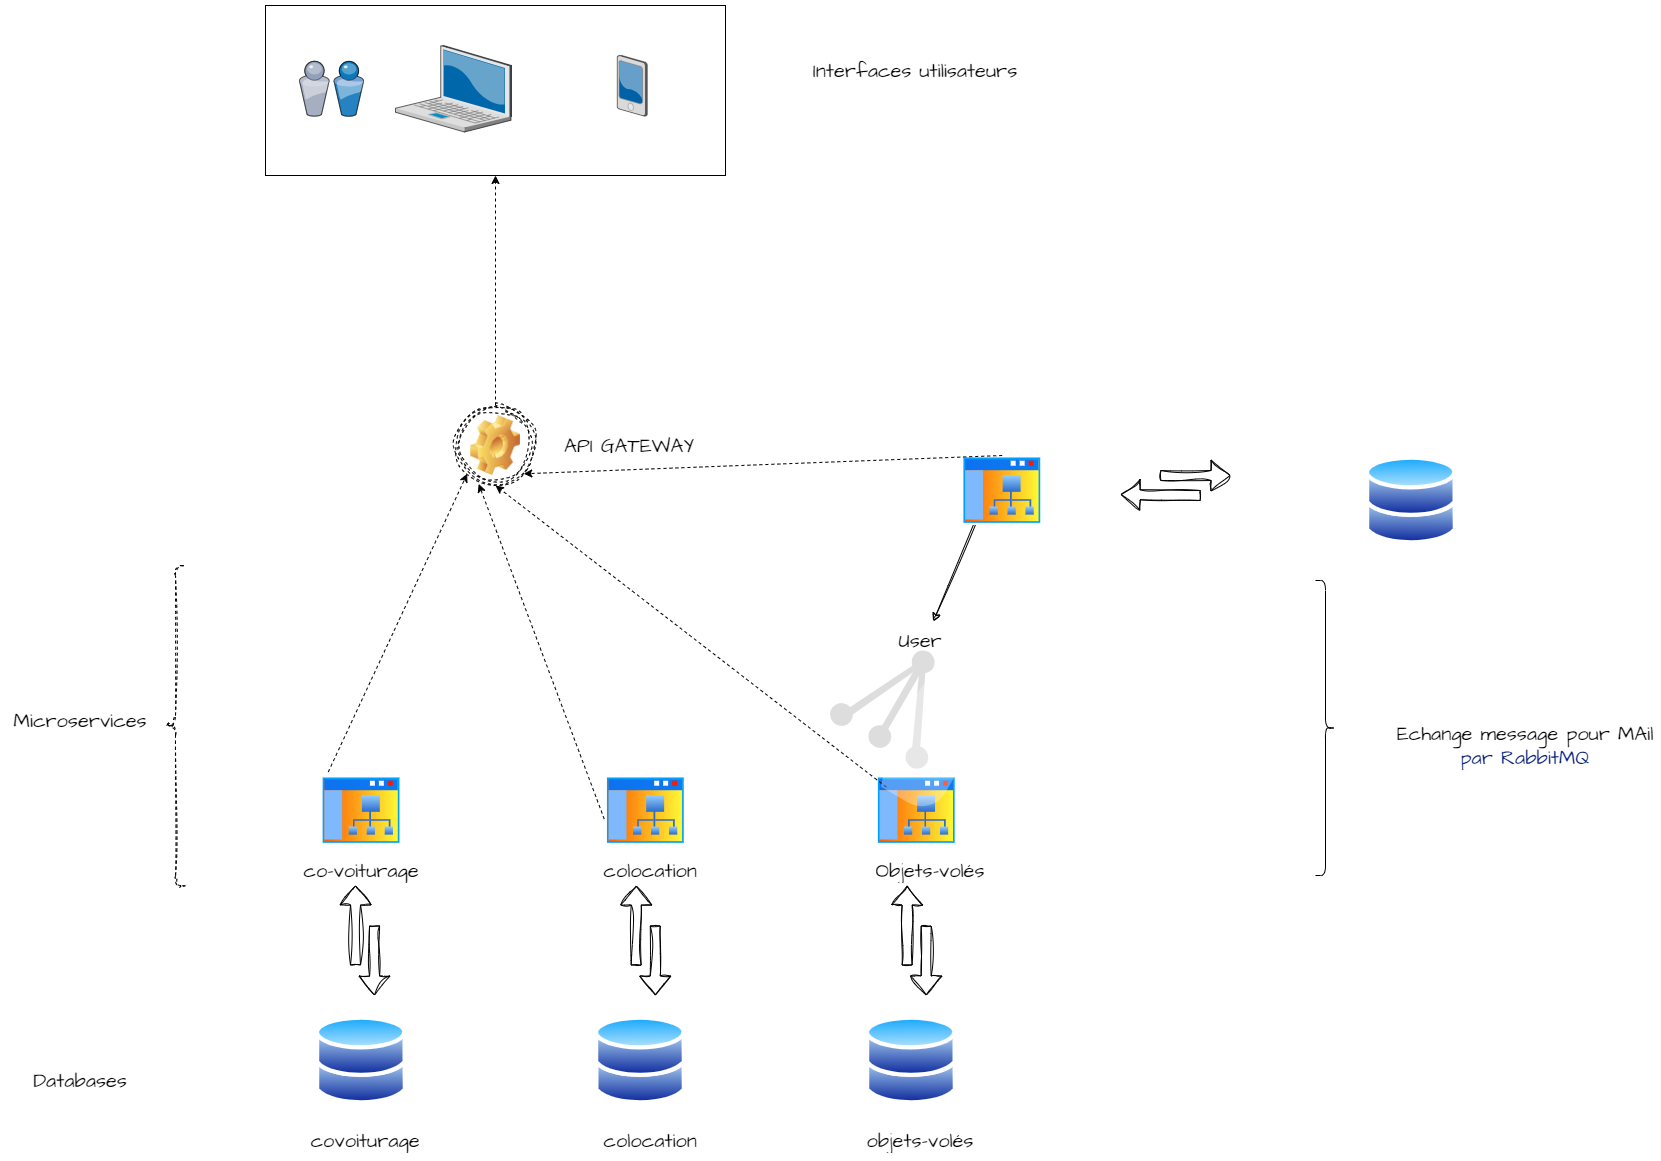 Interfaces utilisateurs
API GATEWAY
User
Microservices
Echange message pour MAil
par RabbitMQ
co-voiturage
colocation
Objets-volés
Databases
covoiturage
colocation
objets-volés